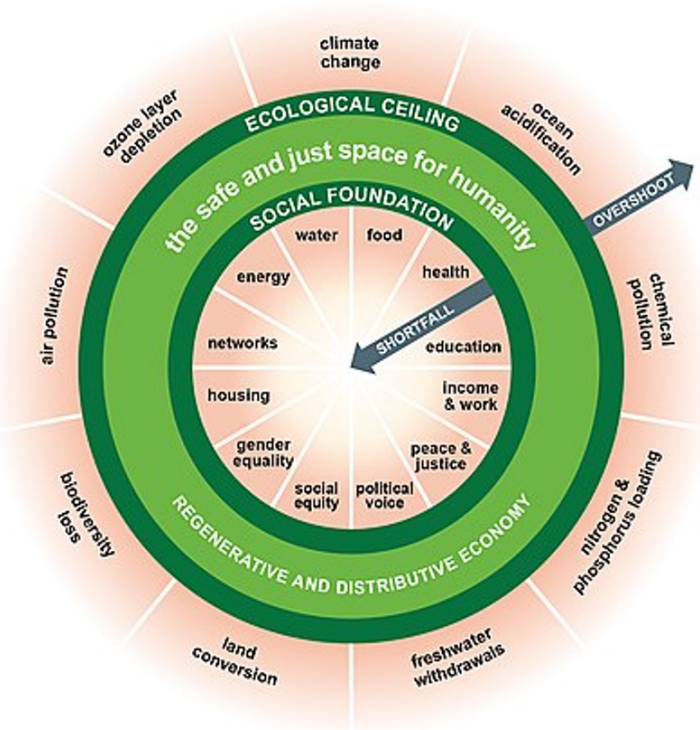 climate
change
ozone layer
depletion
ocean
acidification
ECOLOGICAL CEILING
the safe and just space for humanity
SOCIAL FOUNDATION
OVERSHOOT
water
food
energy
health
SHORTFALL
air pollution
chemical
pollution
networks
education
housing
income
& work
gender
equality
peace &
justice
social
equity
political
voice
biodiversity
loss
nitrogen &
phosphorus loading
REGENERATIVE AND DISTRIBUTIVE ECONOMY
land
conversion
freshwater
withdrawals